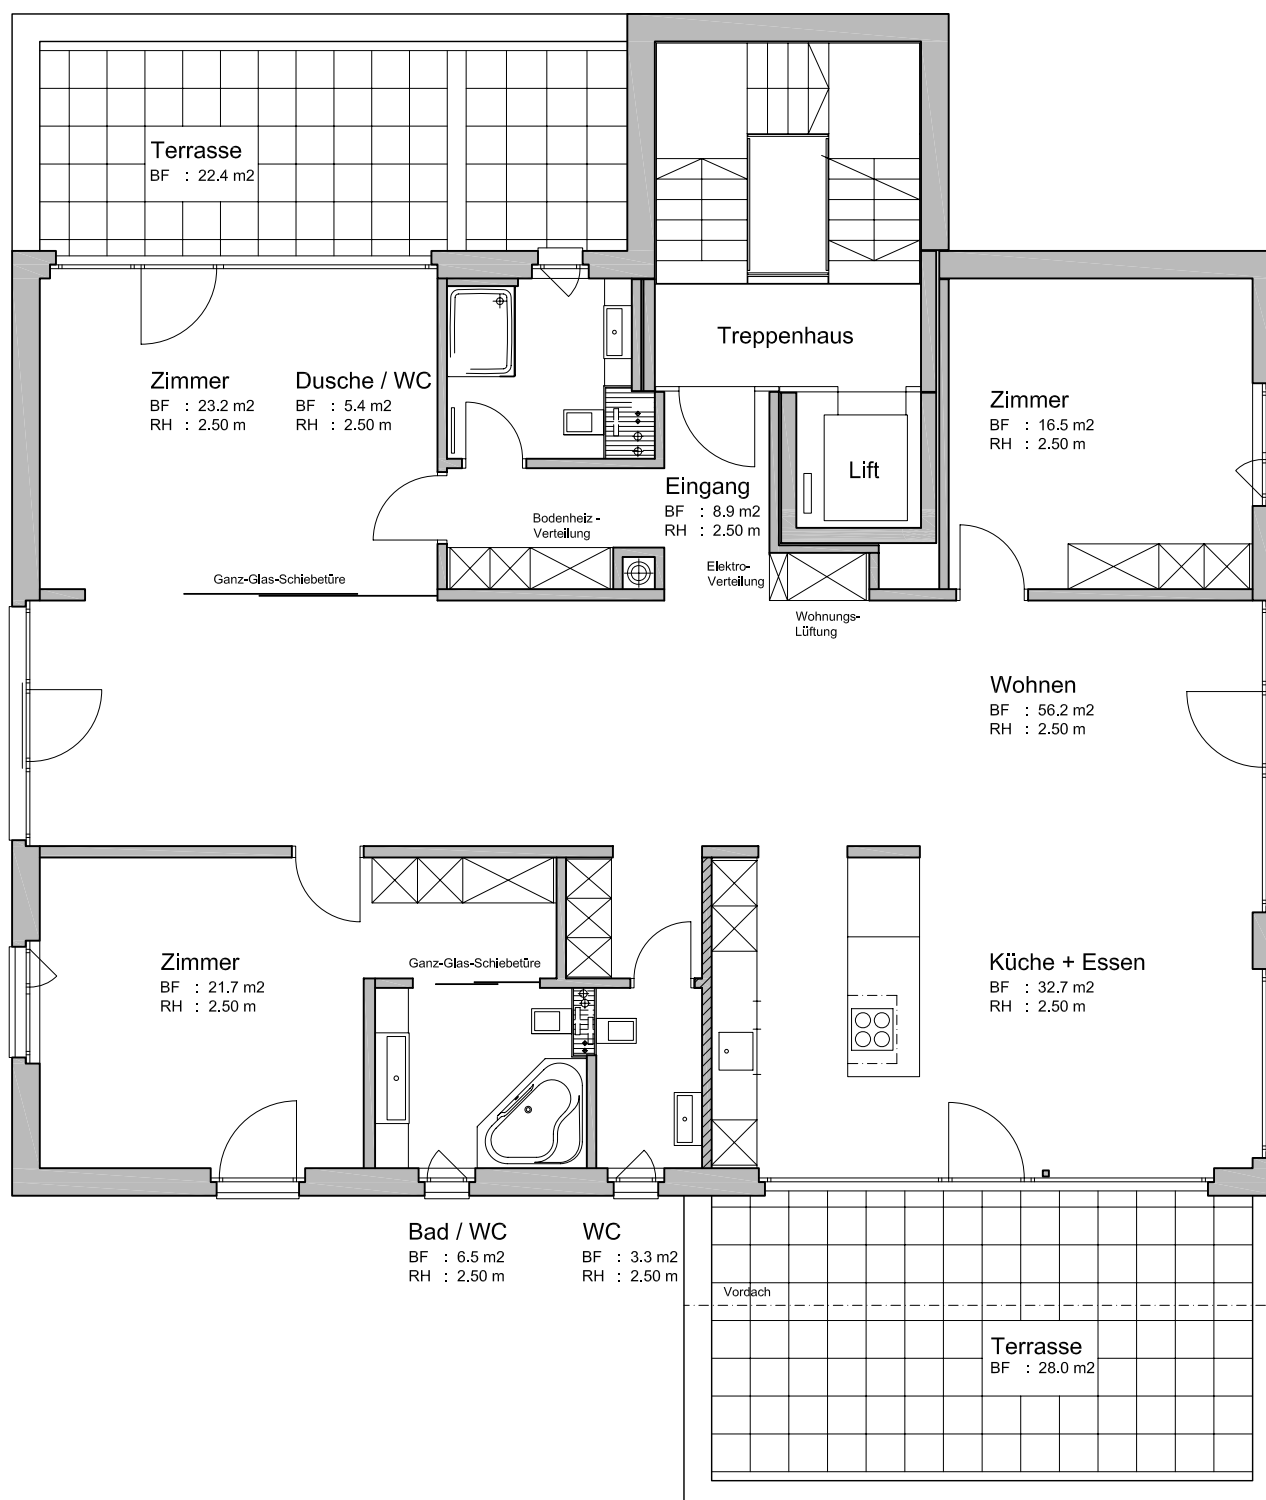 Terrasse
BF : 22.4 m2
Treppenhaus
Zimmer
BF : 23.2 m2
RH : 2.50 m
Dusche / WC
BF : 5.4 m2
RH : 2.50 m
Zimmer
BF : 16.5 m2
RH : 2.50 m
Lift
Eingang
BF : 8.9 m2
RH : 2.50 m
Bodenheiz -
Verteilung
Elektro-
Verteilung
Ganz-Glas-Schiebetüre
Wohnungs-
Lüftung
Wohnen
BF : 56.2 m2
RH : 2.50 m
Zimmer
BF : 21.7 m2
RH : 2.50 m
Ganz-Glas-Schiebetüre
Küche + Essen
BF : 32.7 m2
RH : 2.50 m
Bad / WC
BF : 6.5 m2
RH : 2.50 m
WC
BF : 3.3 m2
RH : 2.50 m
Vordach
Terrasse
BF : 28.0 m2